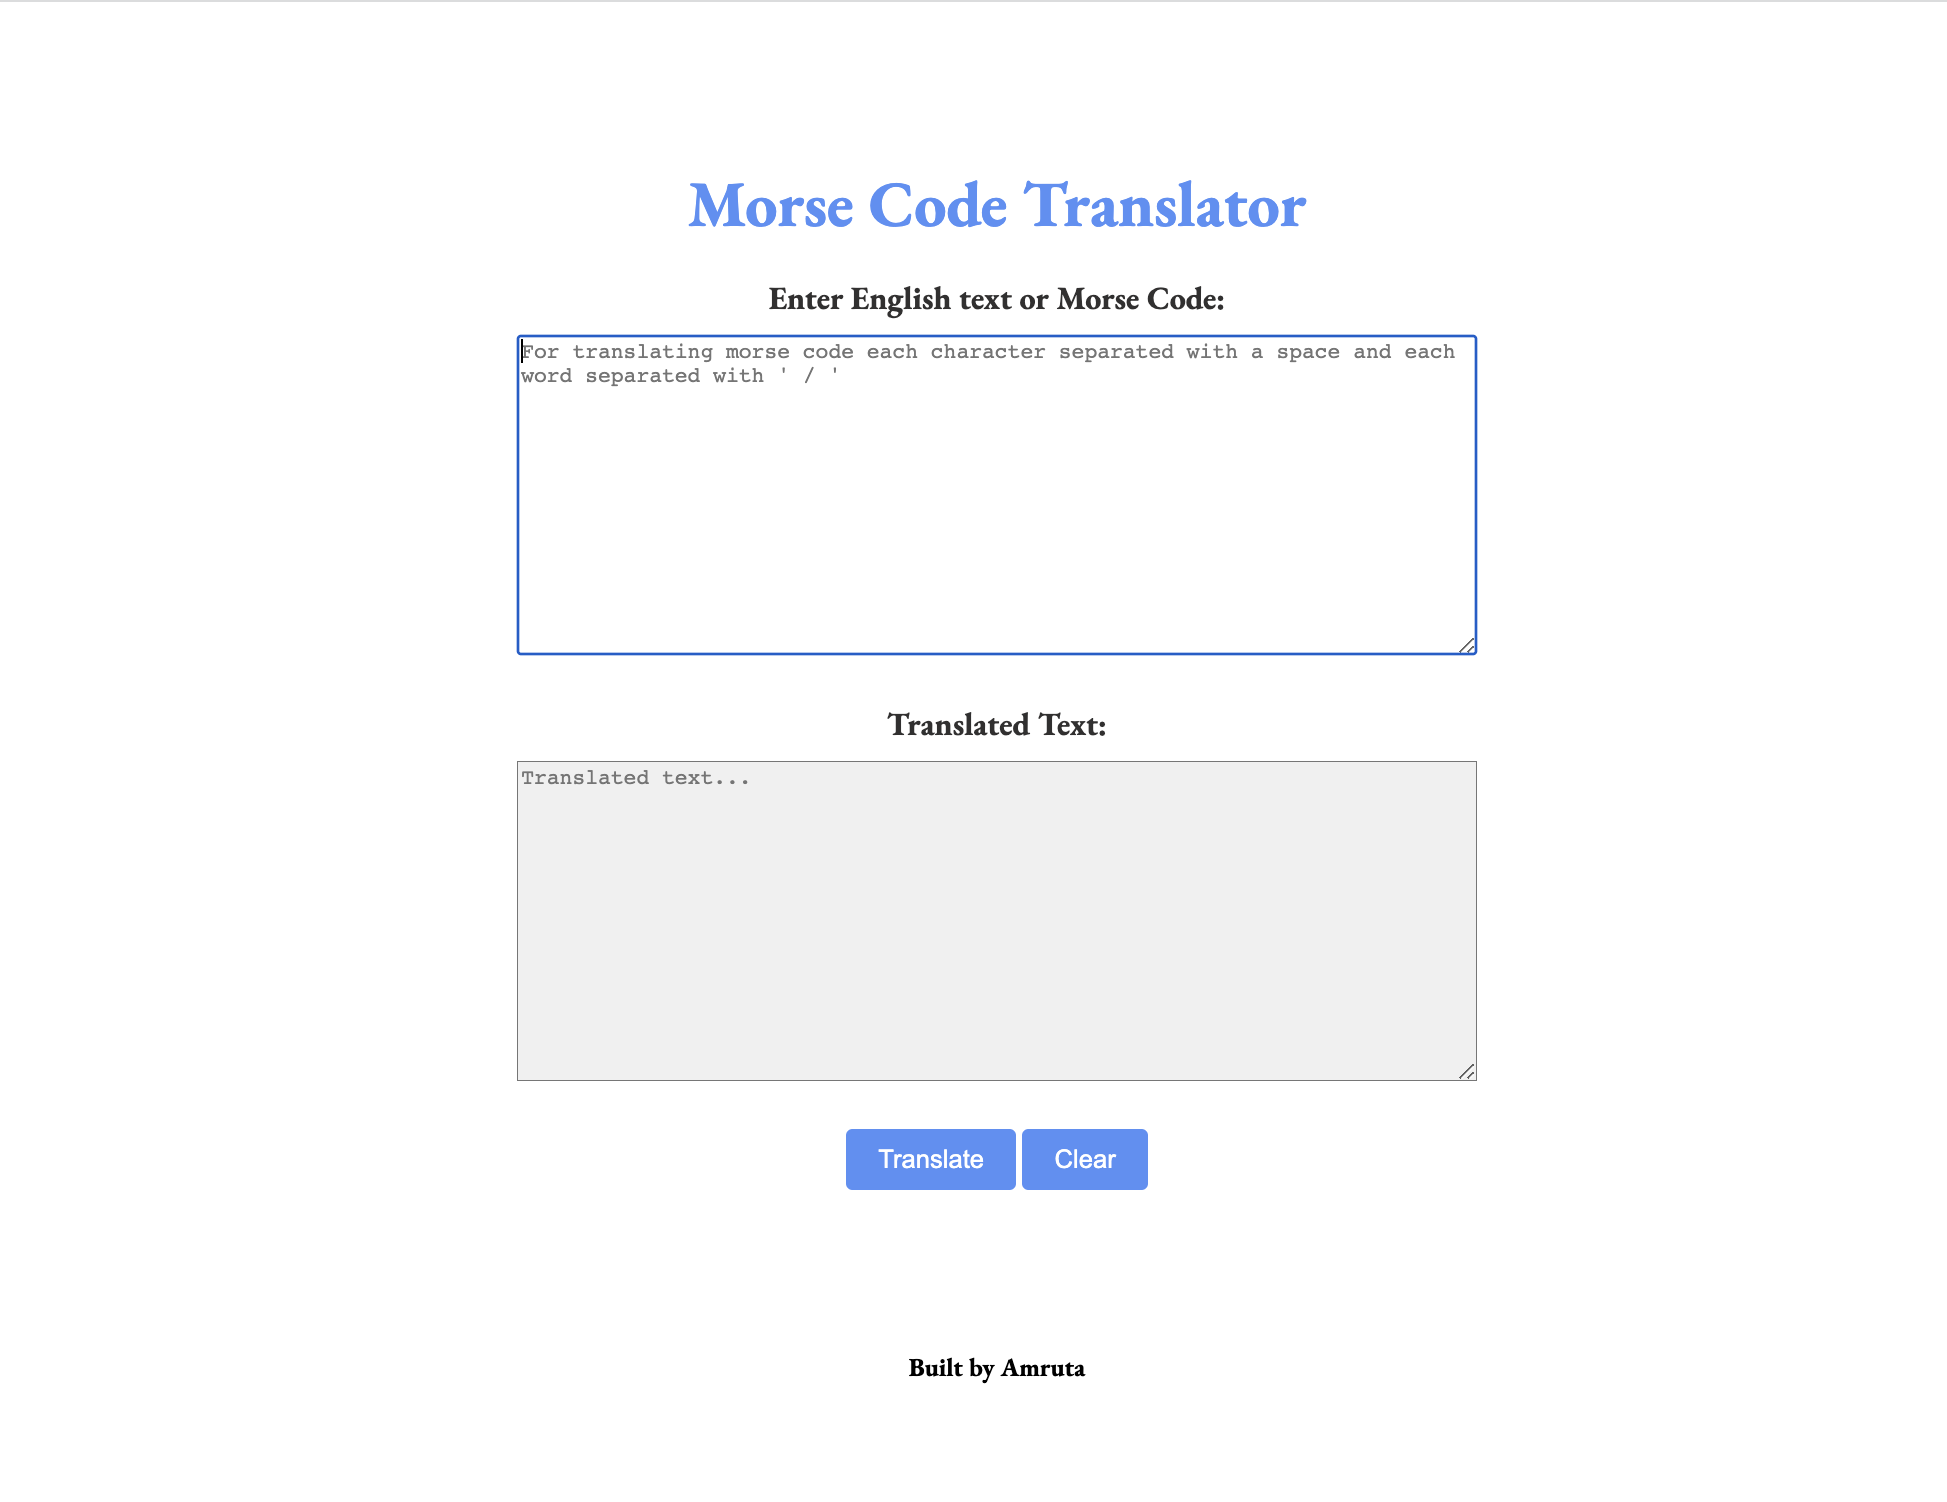 Morse Code Translator
Enter English text or Morse Code:
For translating morse code each character separated with a space and each
word separated with ' / '
Translated Text:
Translated text...
Translate Clear
Built by Amruta